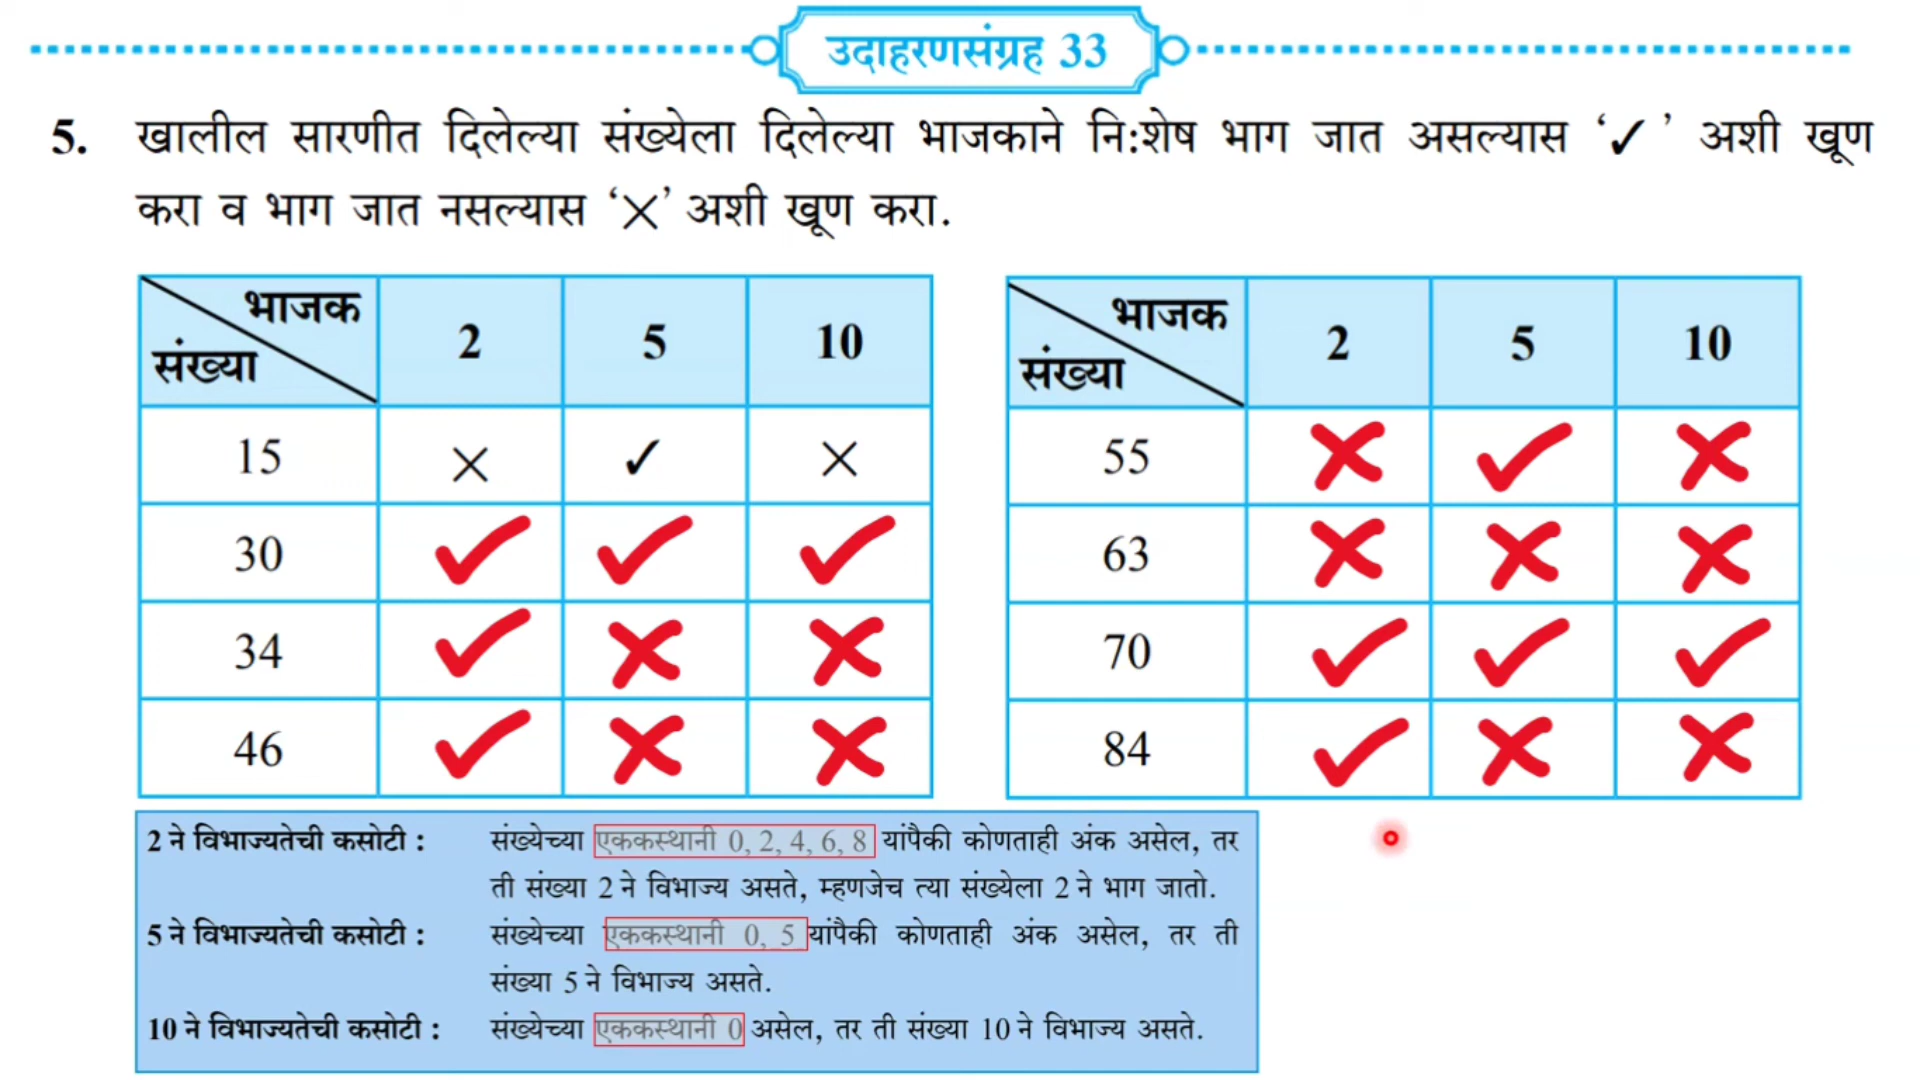 उदाहरणसंग्रह 33
5. खालील सारणीत दिलेल्या संख्येला दिलेल्या भाजकाने नि:शेष भाग जात असल्यास ‘✓’ अशी खूण
करा व भाग जात नसल्यास ‘×’ अशी खूण करा.
भाजक
संख्या 2 5 10
15 × ✓ ×
30 ✓ ✓ ✓
34 ✓ × ×
46 ✓ × ×
भाजक
संख्या 2 5 10
55 × ✓ ×
63 × × ×
70 ✓ ✓ ✓
84 ✓ × ×
2 ने विभाज्यतेची कसोटी : संख्येच्या एककस्थानी 0, 2, 4, 6, 8 यांपैकी कोणताही अंक असेल, तर
ती संख्या 2 ने विभाज्य असते, म्हणजेच त्या संख्येला 2 ने भाग जातो.
5 ने विभाज्यतेची कसोटी : संख्येच्या एककस्थानी 0, 5 यांपैकी कोणताही अंक असेल, तर ती
संख्या 5 ने विभाज्य असते.
10 ने विभाज्यतेची कसोटी : संख्येच्या एककस्थानी 0 असेल, तर ती संख्या 10 ने विभाज्य असते.